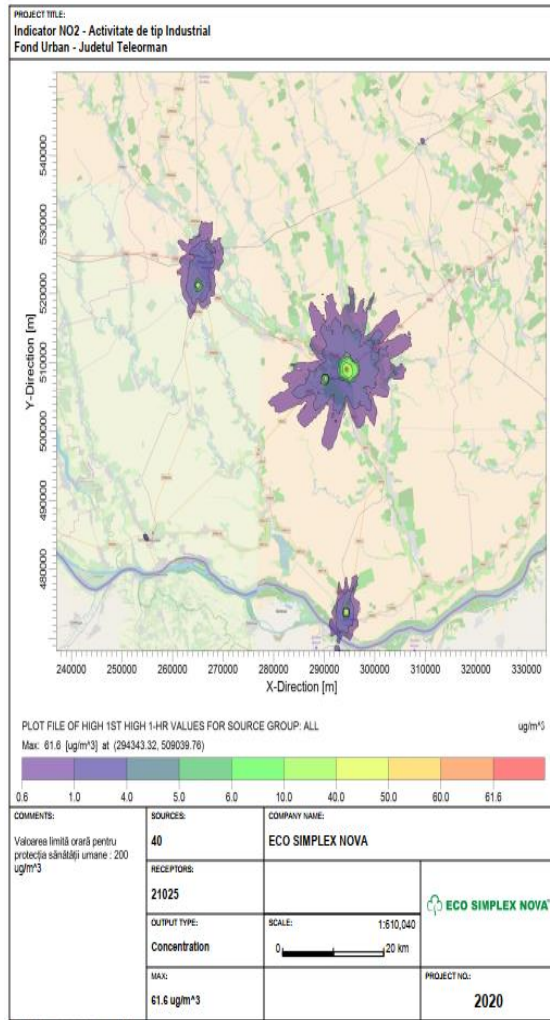 PROJECT TITLE:
Indicator NO2 - Activitate de tip Industrial
Fond Urban - Judetul Teleorman
Y-Direction [m]
540000
530000
520000
510000
500000
490000
480000
240000 250000 260000 270000 280000 290000 300000 310000 320000 330000
X-Direction [m]
PLOT FILE OF HIGH 1ST HIGH 1-HR VALUES FOR SOURCE GROUP: ALL
ug/m^3
Max: 61.6 [ug/m^3] at (294343.32, 509039.76)
0.6 1.0 4.0 5.0 6.0 10.0 40.0 50.0 60.0 61.6
COMMENTS:
Valoarea limită orară pentru
protecția sănătății umane : 200
ug/m^3
SOURCES:
40
COMPANY NAME:
ECO SIMPLEX NOVA
RECEPTORS:
21025
ECO SIMPLEX NOVA
OUTPUT TYPE:
Concentration
SCALE: 1:610,040
0 20 km
MAX:
61.6 ug/m^3
PROJECT NO.:
2020